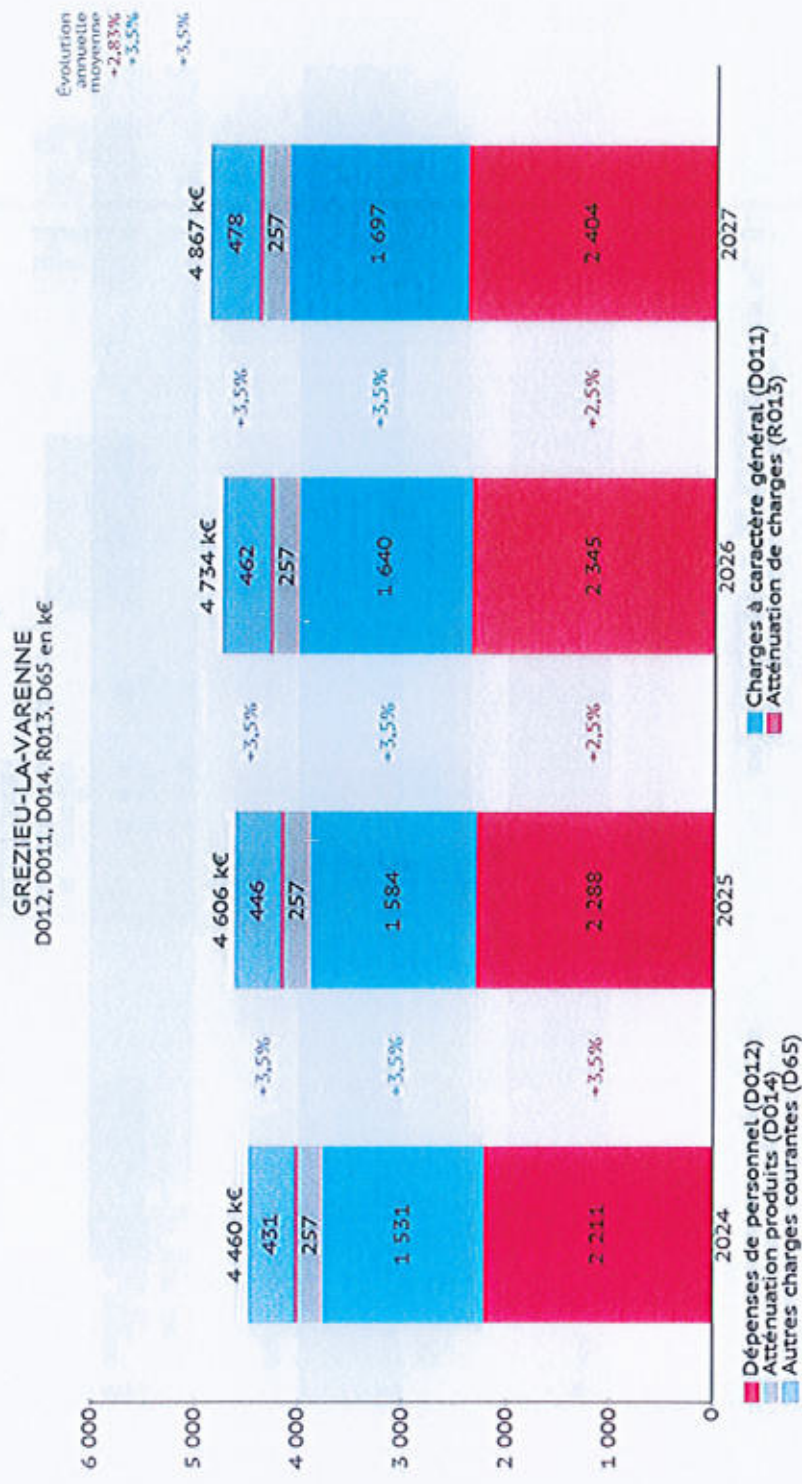 GREZIEU-LA-VARENNE
D012, D011, D014, R013, D65 en k€
Évolution
annuelle
moyenne
+2,83%
+3,5%
+3,5%
6 000
5 000
4 000
3 000
2 000
1 000
0
4 460 k€
431
257
1 531
2 211
2024
+3,5%
+3,5%
+3,5%
4 606 k€
446
257
1 584
2 288
2025
+3,5%
+3,5%
+2,5%
4 734 k€
462
257
1 640
2 345
2026
+3,5%
+3,5%
+2,5%
4 867 k€
478
257
1 697
2 404
2027
Dépenses de personnel (D012)
Atténuation produits (D014)
Autres charges courantes (D65)
Charges à caractère général (D011)
Atténuation de charges (R013)